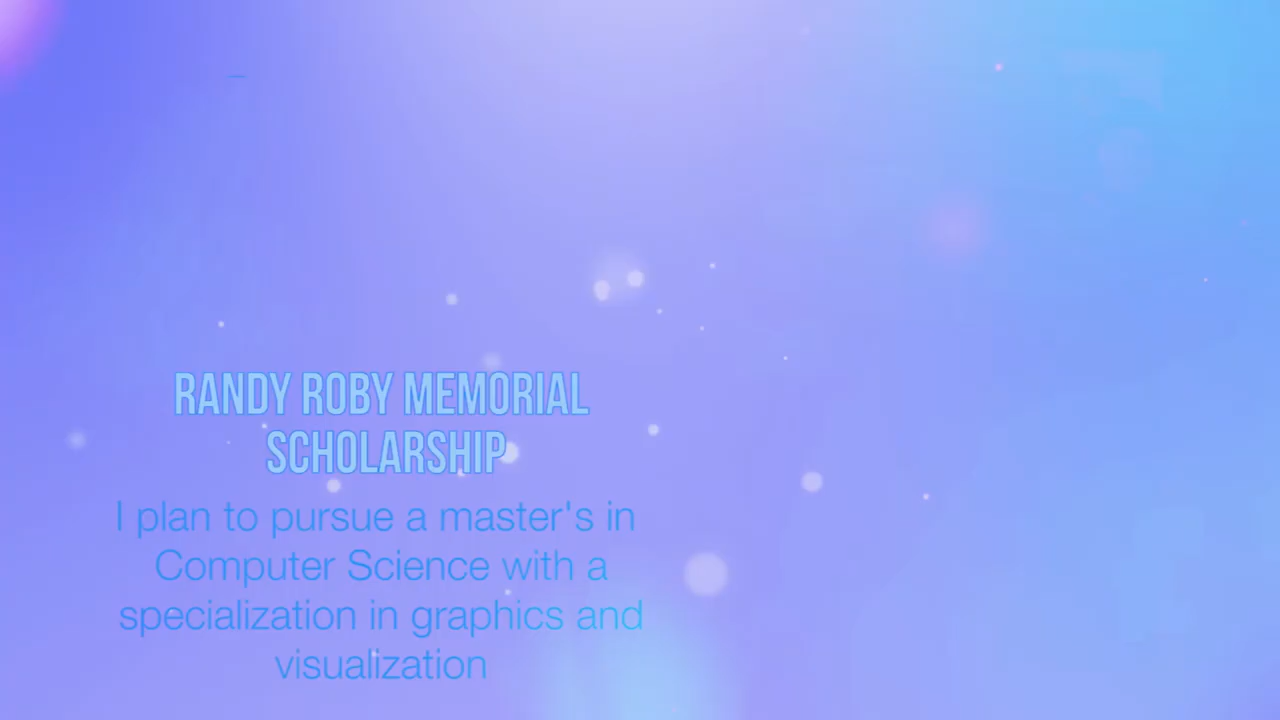 RANDY ROBY MEMORIAL
SCHOLARSHIP
I plan to pursue a master's in
Computer Science with a
specialization in graphics and
visualization